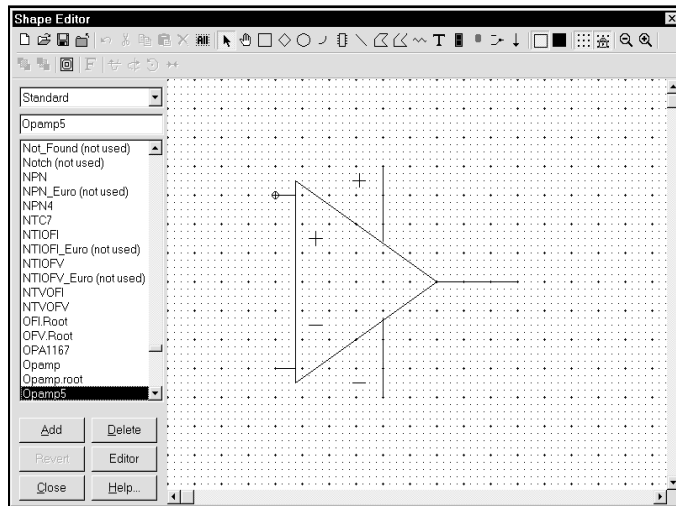 Shape Editor
T
F
Standard
Opamp5
Not_Found (not used)
Notch (not used)
NPN
NPN_Euro (not used)
NPN4
NTC7
NTIOFI
NTIOFI_Euro (not used)
NTIOFV
NTIOFV_Euro (not used)
NTVOFI
NTVOFV
OFI.Root
OFV.Root
OPA1167
Opamp
Opamp.root
Opamp5
Add Delete
Revert Editor
Close Help...
+
+
−
−